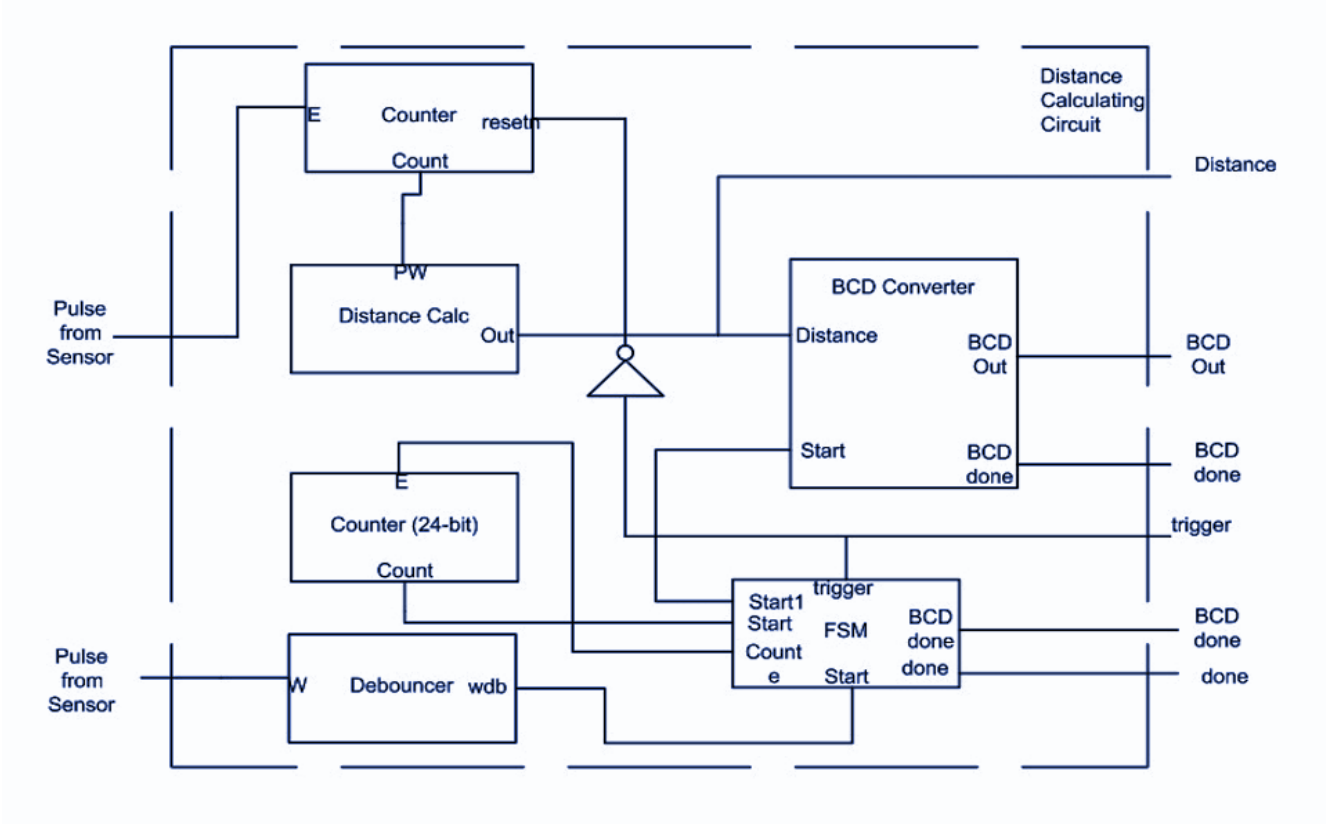 Distance
Calculating
Circuit
E
Counter
resetn
Count
Distance
PW
Distance Calc
Out
BCD Converter
Distance
BCD
Out
BCD
Out
Pulse
from
Sensor
Start
BCD
done
BCD
done
E
Counter (24-bit)
Count
trigger
trigger
Start1
Start
FSM
Count
e
Start
BCD
done
done
BCD
done
done
Pulse
from
Sensor
W
Debouncer
wdb